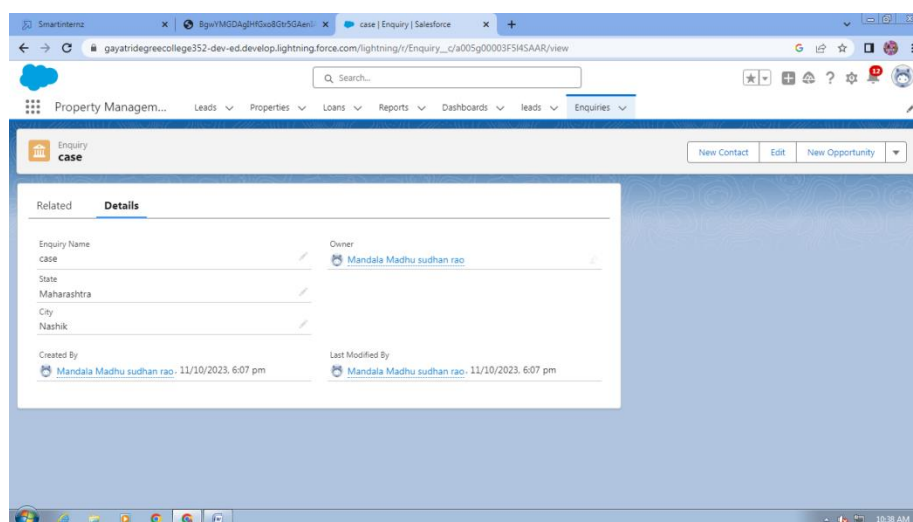 Smartinternz
case | Enquiry | Salesforce
gayatridegreecollege352-dev-ed.develop.lightning.force.com/lightning/r/Enquiry__c/a005g00003F5I4SAAR/view
Search...
12
Property Managem... Leads Properties Loans Reports Dashboards leads Enquiries
Enquiry
case
New Contact Edit New Opportunity
Related Details
Enquiry Name Owner
case Mandala Madhu sudhan rao
State
Maharashtra
City
Nashik
Created By Last Modified By
Mandala Madhu sudhan rao, 11/10/2023, 6:07 pm Mandala Madhu sudhan rao, 11/10/2023, 6:07 pm
10:38 AM